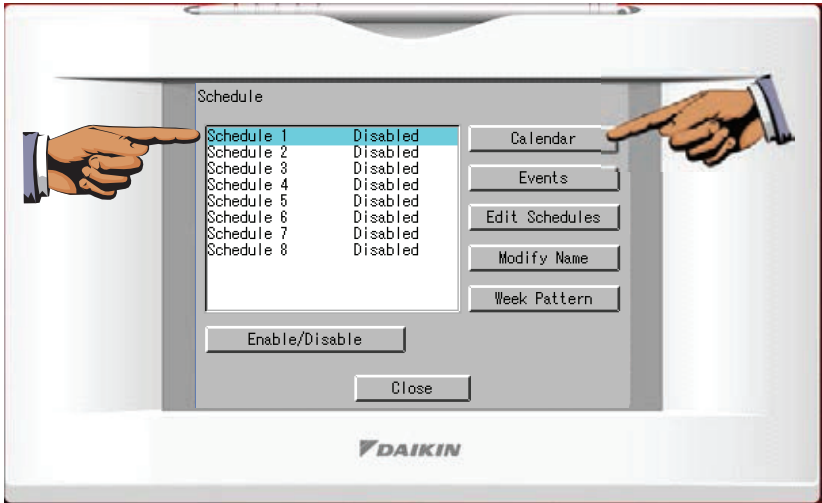 Schedule
Schedule 1 Disabled
Schedule 2 Disabled
Schedule 3 Disabled
Schedule 4 Disabled
Schedule 5 Disabled
Schedule 6 Disabled
Schedule 7 Disabled
Schedule 8 Disabled
Calendar
Events
Edit Schedules
Modify Name
Week Pattern
Enable/Disable
Close
DAIKIN